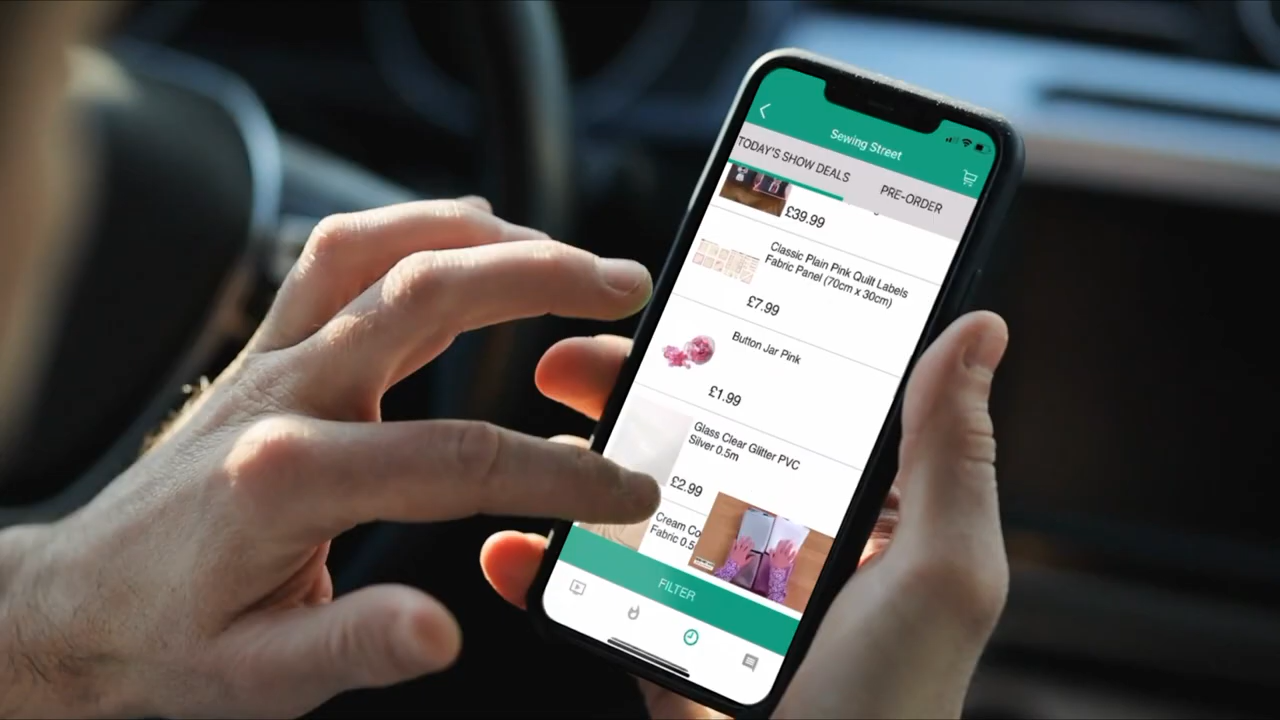 Sewing Street
TODAY'S SHOW DEALS
PRE-ORDER
£39.99
Classic Plain Pink Quilt Labels
Fabric Panel (70cm x 30cm)
£7.99
Button Jar Pink
£1.99
Glass Clear Glitter PVC
Silver 0.5m
£2.99
Cream Co
Fabric 0.5
FILTER